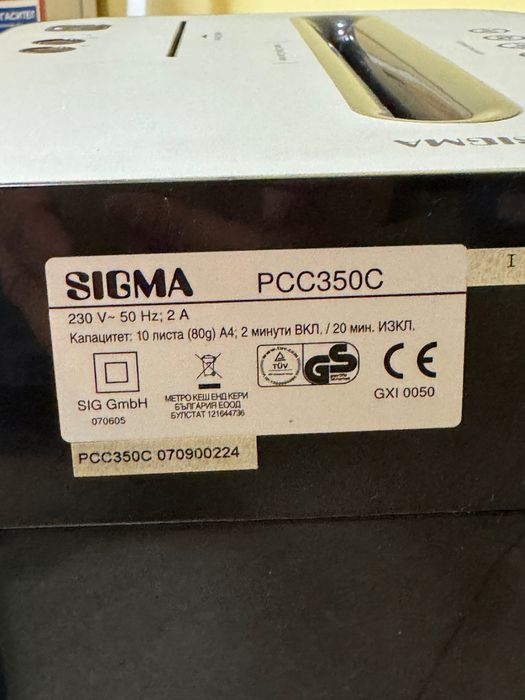 ГАСИТЕЛ
SIGMA
SIGMA PCC350C
230 V~ 50 Hz; 2 A
Капацитет: 10 листа (80g) A4; 2 минути ВКЛ. / 20 мин. ИЗКЛ.
TÜV
GS
CE
SIG GmbH
070605
МЕТРО КЕШ ЕНД КЕРИ
БЪЛГАРИЯ ЕООД
БУЛСТАТ 121644736
GXI 0050
PCC350C 070900224
I